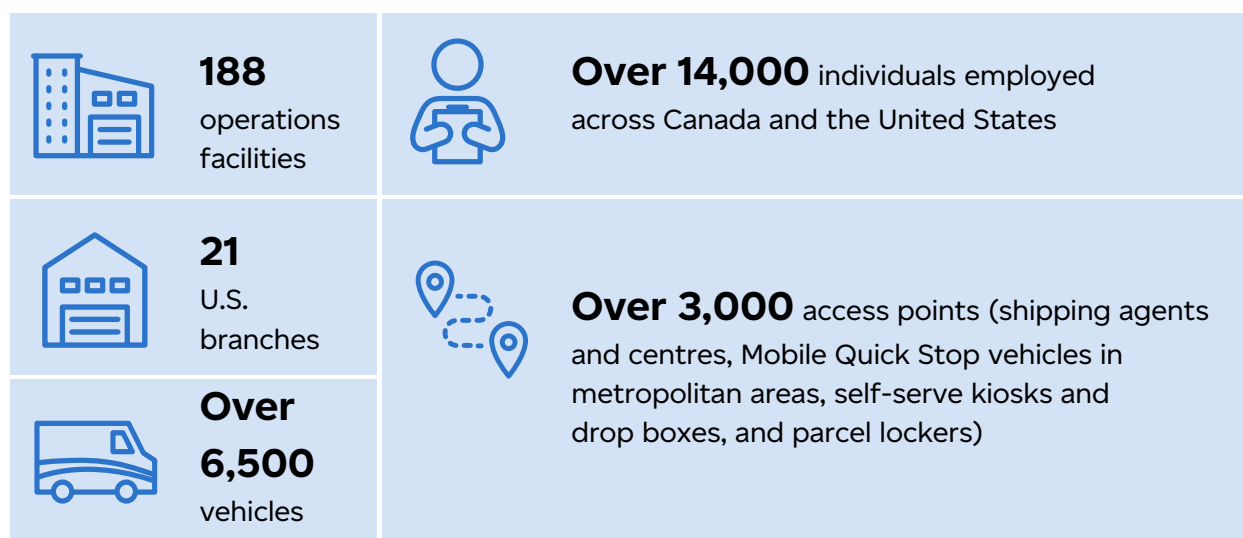 188
operations
facilities
Over 14,000 individuals employed
across Canada and the United States
21
U.S.
branches
Over 3,000 access points (shipping agents
and centres, Mobile Quick Stop vehicles in
metropolitan areas, self-serve kiosks and
drop boxes, and parcel lockers)
Over
6,500
vehicles